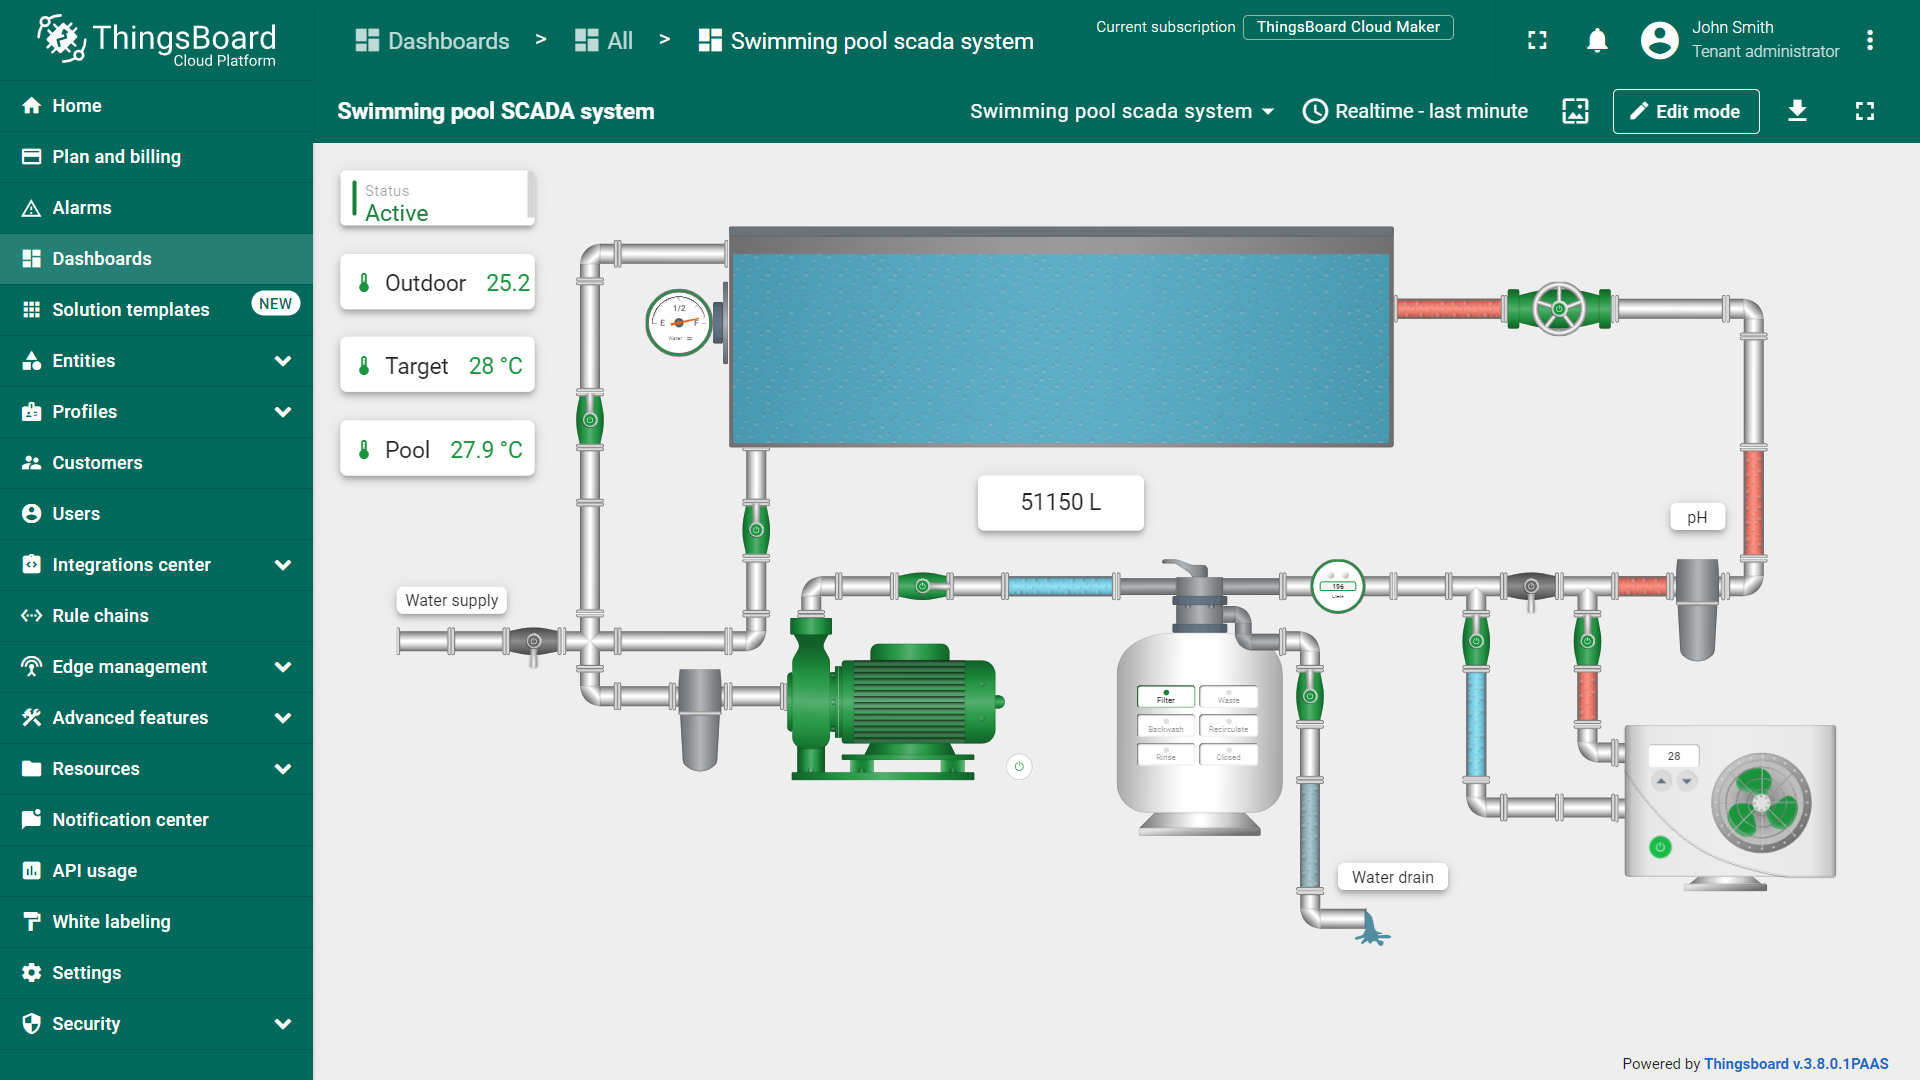 ThingsBoard
Cloud Platform
Dashboards > All > Swimming pool scada system
Current subscription ThingsBoard Cloud Maker
John Smith
Tenant administrator
Swimming pool SCADA system
Swimming pool scada system
Realtime - last minute
Edit mode
Home
Plan and billing
Alarms
Dashboards
Solution templates NEW
Entities
Profiles
Customers
Users
Integrations center
Rule chains
Edge management
Advanced features
Resources
Notification center
API usage
White labeling
Settings
Security
Status
Active
Outdoor 25.2
Target 28 °C
Pool 27.9 °C
1/2
E F
Water
51150 L
pH
Water supply
196
L/min
Filter Waste
Backwash Recirculate
Rinse Closed
28
Water drain
Powered by Thingsboard v.3.8.0.1PAAS